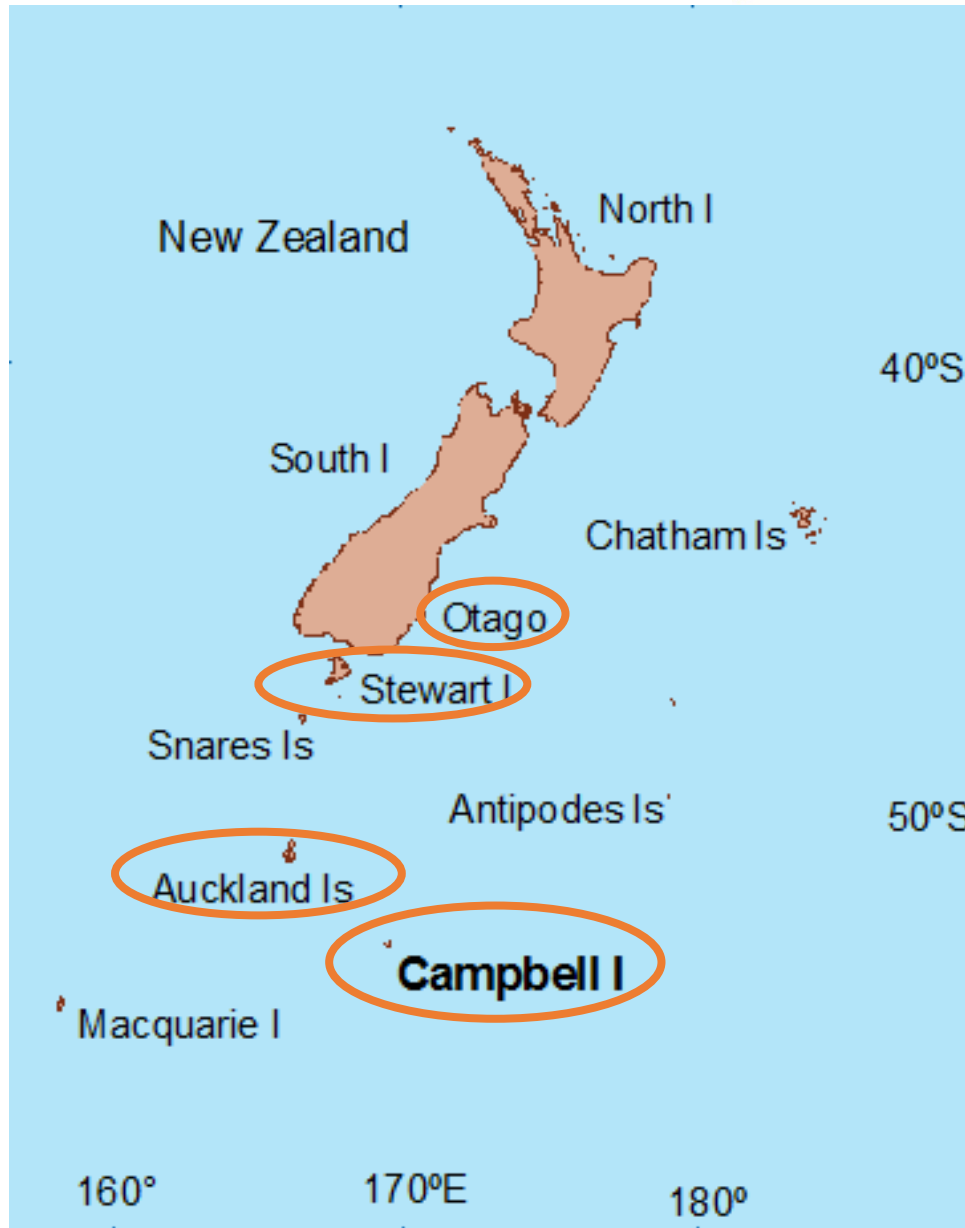 North I
New Zealand
40ºS
South I
Chatham Is
Otago
Stewart I
Snares Is
Antipodes Is
50ºS
Auckland Is
Campbell I
Macquarie I
160°
170ºE
180º